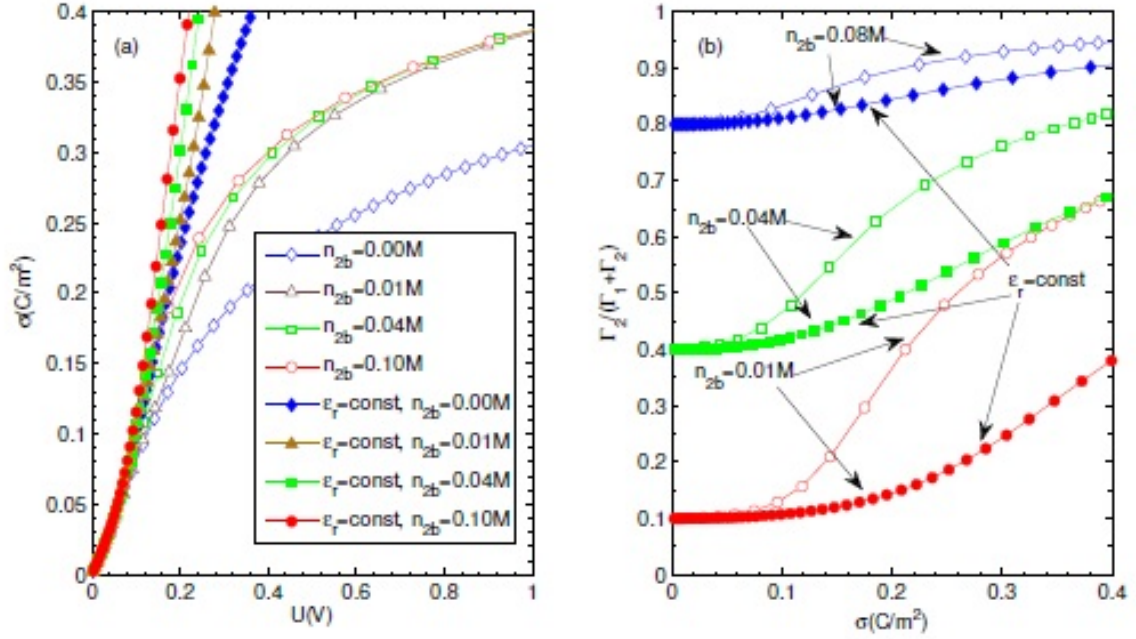 (a)
0.4
0.35
0.3
0.25
0.2
0.15
0.1
0.05
0
σ(C/m²)
0 0.2 0.4 0.6 0.8 1
U(V)
n₂b=0.00M
n₂b=0.01M
n₂b=0.04M
n₂b=0.10M
εr=const, n₂b=0.00M
εr=const, n₂b=0.01M
εr=const, n₂b=0.04M
εr=const, n₂b=0.10M
(b)
1
0.9
0.8
0.7
0.6
0.5
0.4
0.3
0.2
0.1
0
Γ₂/(Γ₁+Γ₂)
n₂b=0.08M
n₂b=0.04M
εr=const
n₂b=0.01M
0 0.1 0.2 0.3 0.4
σ(C/m²)